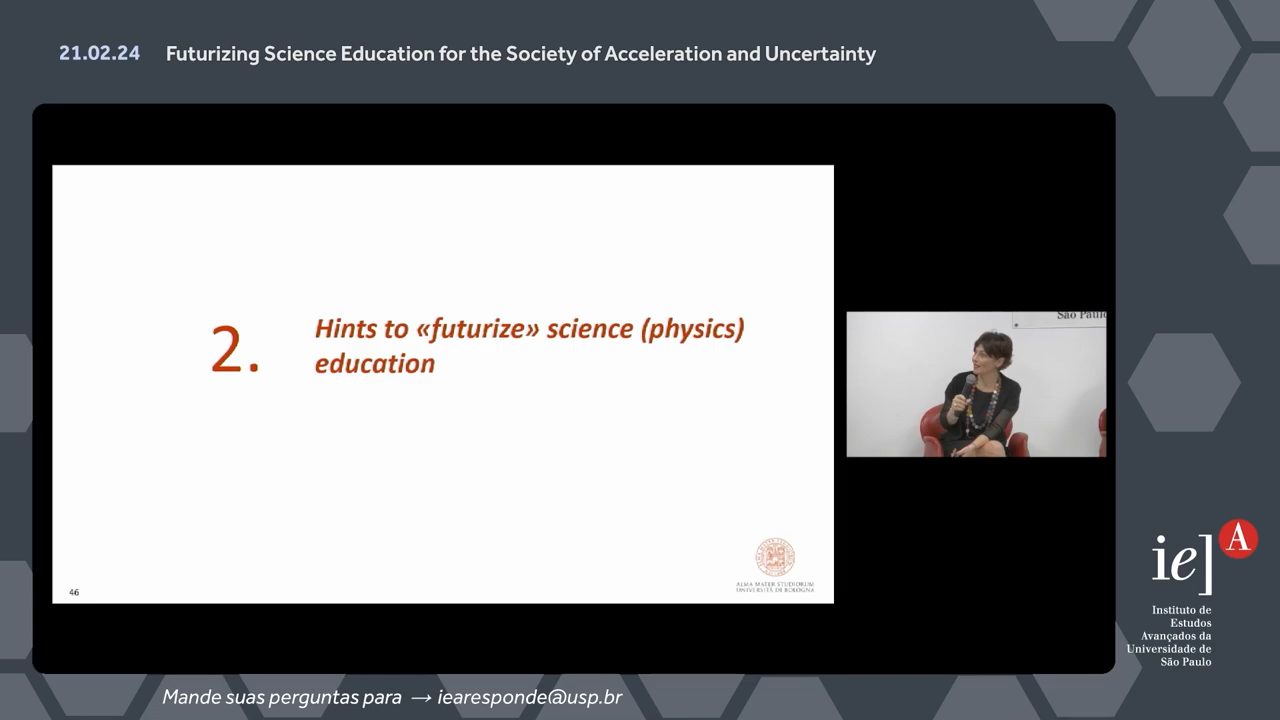 21.02.24 Futurizing Science Education for the Society of Acceleration and Uncertainty
2. Hints to «futurize» science (physics)
education
São Paulo
46
ALMA MATER STUDIORUM
UNIVERSITÀ DI BOLOGNA
ie] A
Instituto de
Estudos
Avançados da
Universidade de
São Paulo
Mande suas perguntas para → iearesponde@usp.br